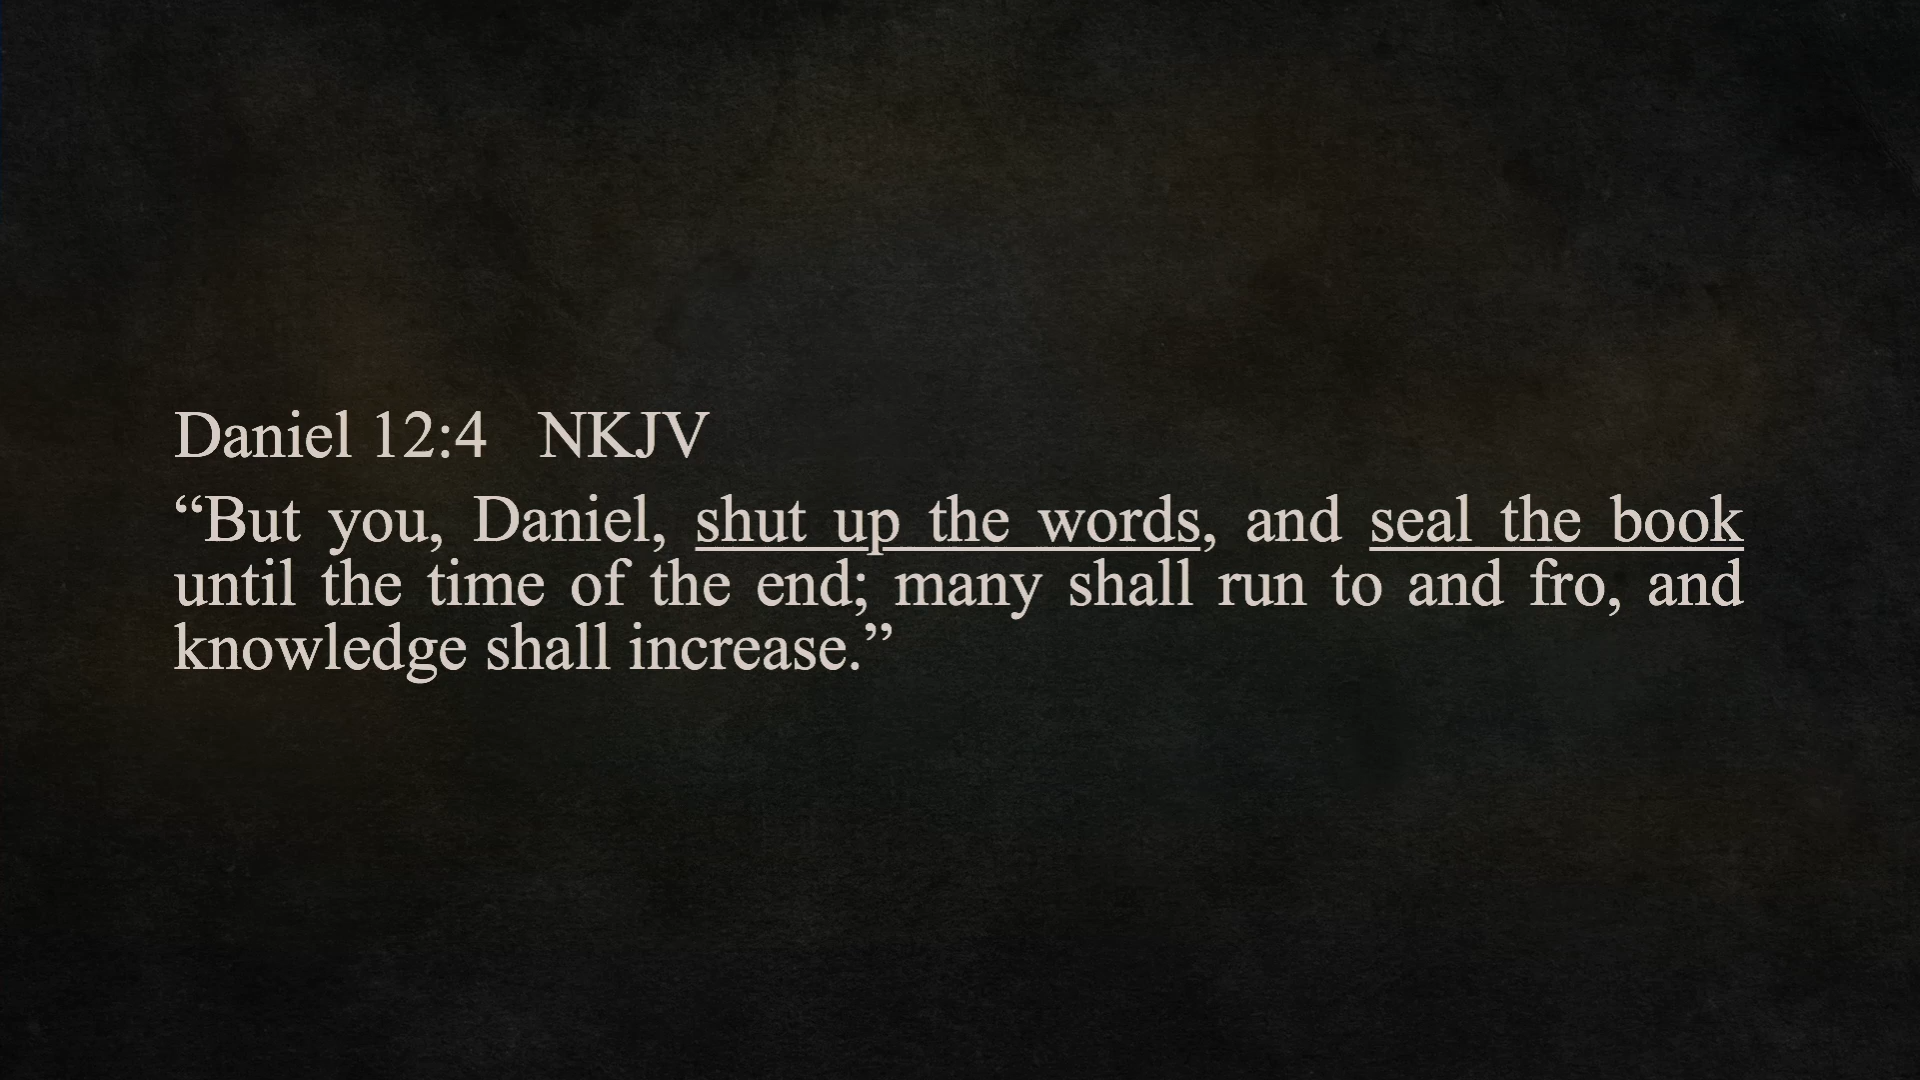 Daniel 12:4 NKJV
“But you, Daniel, shut up the words, and seal the book
until the time of the end; many shall run to and fro, and
knowledge shall increase.”